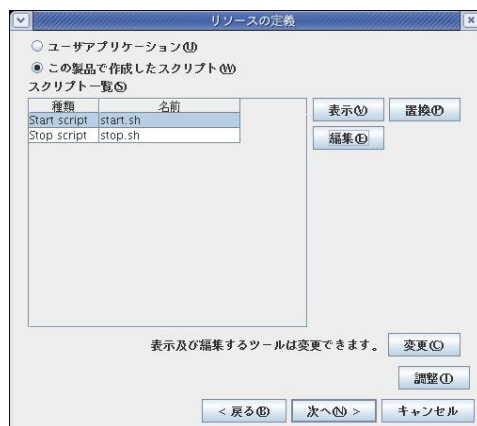 リソースの定義
ユーザアプリケーション(U)
この製品で作成したスクリプト(W)
スクリプト一覧(S)
種類 名前
Start script start.sh
Stop script stop.sh
表示(V) 置換(P)
編集(E)
表示及び編集するツールは変更できます。 変更(C)
調整(T)
< 戻る(B) 次へ(N) > キャンセル